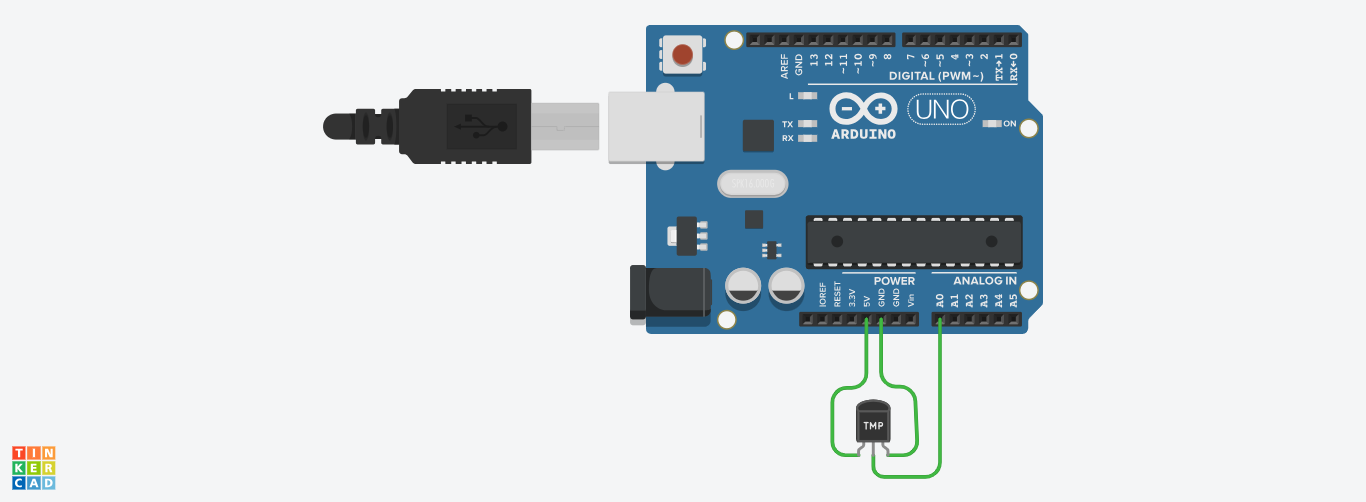 AREF
GND
13
12
~11
~10
~9
8
7
~6
~5
4
~3
2
TX→1
RX←0
DIGITAL (PWM~)
L
TX
RX
UNO
ARDUINO
ON
POWER
ANALOG IN
IOREF
RESET
3.3V
5V
GND
GND
Vin
A0
A1
A2
A3
A4
A5
TMP
TIN
KER
CAD